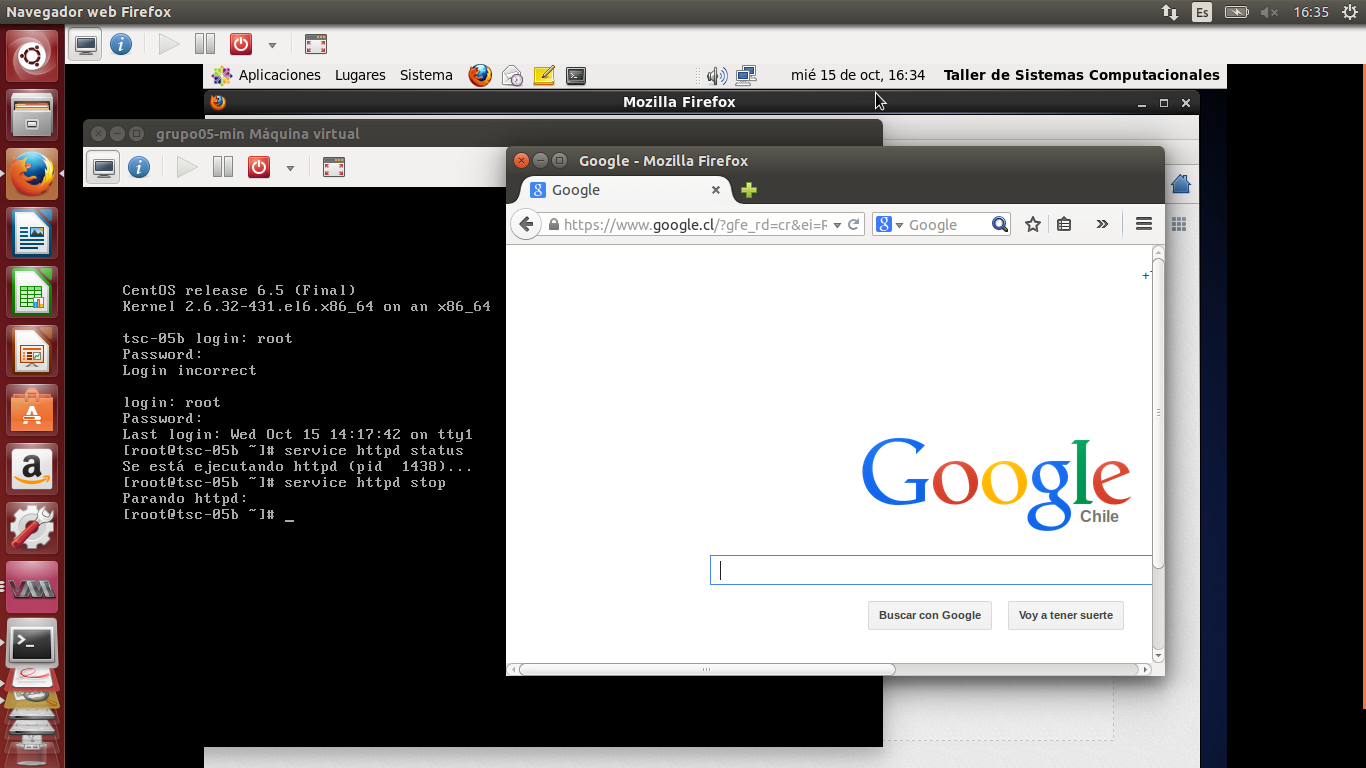 Navegador web Firefox
Es
16:35
Aplicaciones Lugares Sistema
mié 15 de oct, 16:34
Taller de Sistemas Computacionales
Mozilla Firefox
grupo05-min Máquina virtual
CentOS release 6.5 (Final)
Kernel 2.6.32-431.el6.x86_64 on an x86_64
tsc-05b login: root
Password:
Login incorrect
login: root
Password:
Last login: Wed Oct 15 14:17:42 on tty1
[root@tsc-05b ~]# service httpd status
Se está ejecutando httpd (pid  1438)...
[root@tsc-05b ~]# service httpd stop
Parando httpd:
[root@tsc-05b ~]# _
Google - Mozilla Firefox
Google
https://www.google.cl/?gfe_rd=cr&ei=
Google
Google
Chile
Buscar con Google
Voy a tener suerte